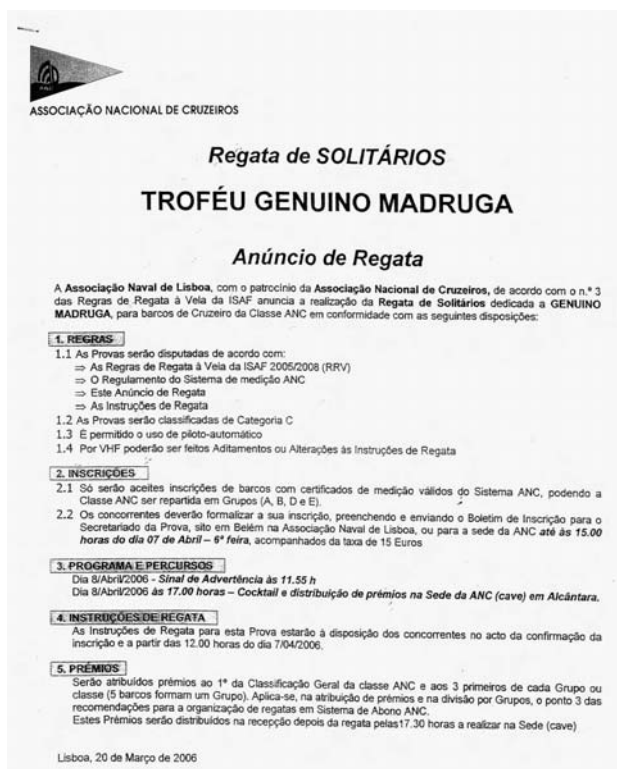 ANC
ASSOCIAÇÃO NACIONAL DE CRUZEIROS
Regata de SOLITÁRIOS
TROFÉU GENUINO MADRUGA
Anúncio de Regata
A Associação Naval de Lisboa, com o patrocínio da Associação Nacional de Cruzeiros, de acordo com o n.º 3
das Regras de Regata à Vela da ISAF anuncia a realização da Regata de Solitários dedicada a GENUINO
MADRUGA, para barcos de Cruzeiro da Classe ANC em conformidade com as seguintes disposições:
1. REGRAS
1.1 As Provas serão disputadas de acordo com:
⇒ As Regras de Regata à Vela da ISAF 2005/2008 (RRV)
⇒ O Regulamento do Sistema de medição ANC
⇒ Este Anúncio de Regata
⇒ As Instruções de Regata
1.2 As Provas serão classificadas de Categoria C
1.3 É permitido o uso de piloto-automático
1.4 Por VHF poderão ser feitos Aditamentos ou Alterações às Instruções de Regata
2. INSCRIÇÕES
2.1 Só serão aceites inscrições de barcos com certificados de medição válidos do Sistema ANC, podendo a
Classe ANC ser repartida em Grupos (A, B, D e E).
2.2 Os concorrentes deverão formalizar a sua inscrição, preenchendo e enviando o Boletim de Inscrição para o
Secretariado da Prova, sito em Belém na Associação Naval de Lisboa, ou para a sede da ANC até às 15.00
horas do dia 07 de Abril – 6ª feira, acompanhados da taxa de 15 Euros
3. PROGRAMA E PERCURSOS
Dia 8/Abril/2006 - Sinal de Advertência às 11.55 h
Dia 8/Abril/2006 às 17.00 horas – Cocktail e distribuição de prémios na Sede da ANC (cave) em Alcântara.
4. INSTRUÇÕES DE REGATA
As Instruções de Regata para esta Prova estarão à disposição dos concorrentes no acto da confirmação da
inscrição e a partir das 12.00 horas do dia 7/04/2006.
5. PRÉMIOS
Serão atribuídos prémios ao 1º da Classificação Geral da classe ANC e aos 3 primeiros de cada Grupo ou
classe (5 barcos formam um Grupo). Aplica-se, na atribuição de prémios e na divisão por Grupos, o ponto 3 das
recomendações para a organização de regatas em Sistema de Abono ANC.
Estes Prémios serão distribuídos na recepção depois da regata pelas17.30 horas a realizar na Sede (cave)
Lisboa, 20 de Março de 2006